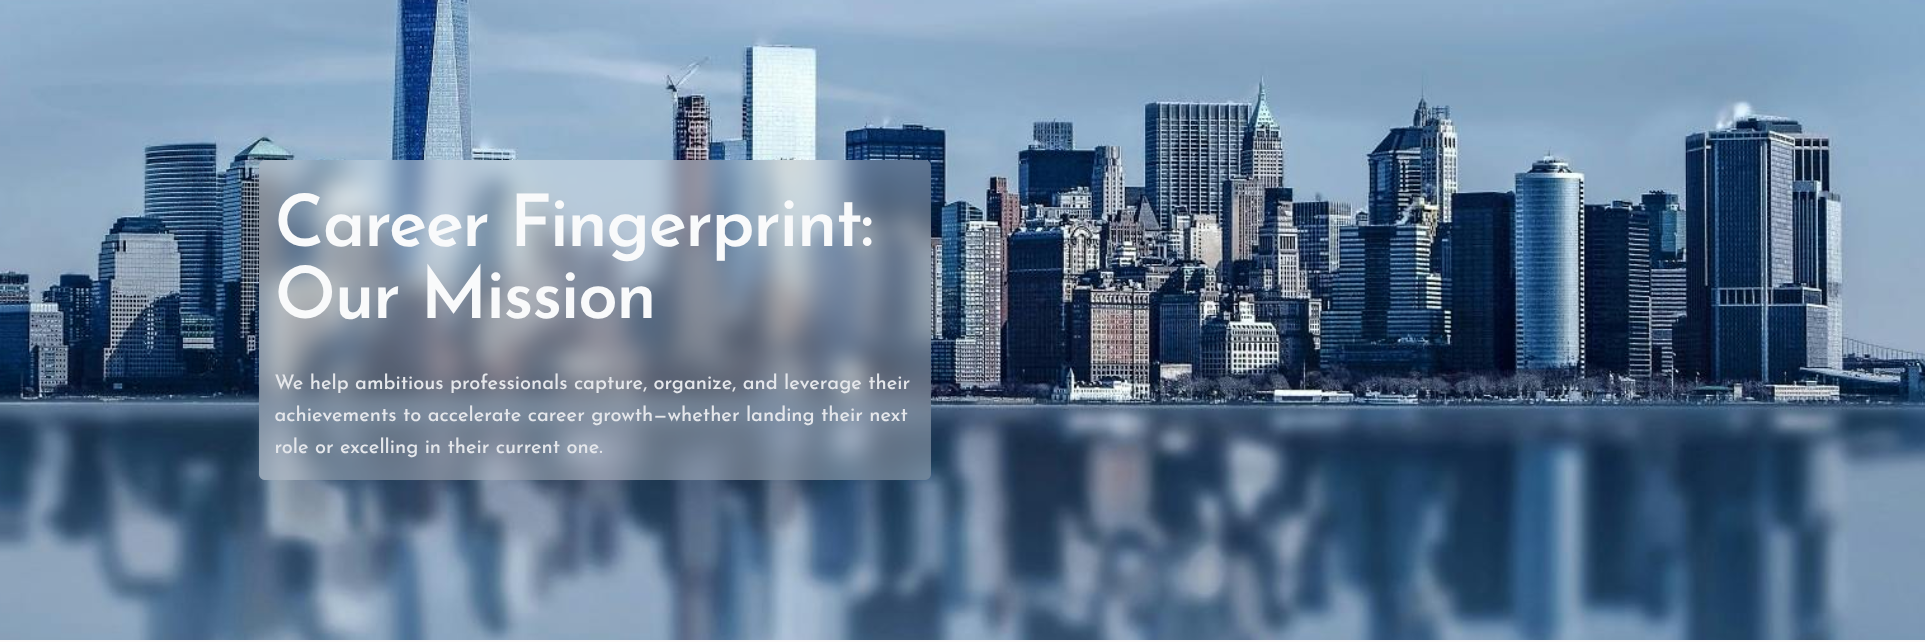 Career Fingerprint:
Our Mission
We help ambitious professionals capture, organize, and leverage their
achievements to accelerate career growth—whether landing their next
role or excelling in their current one.